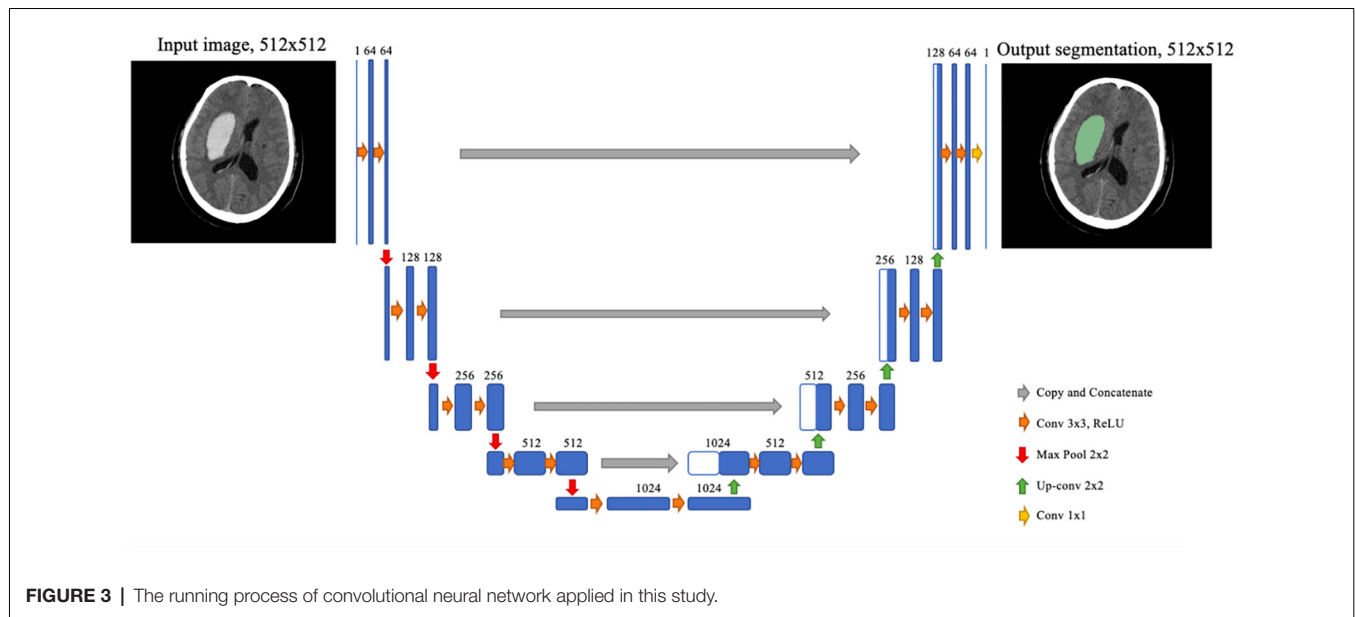 Input image, 512x512
1 64 64
128 64 64 1
Output segmentation, 512x512
128 128
256 128
256 256
512 256
512 512
1024 512
1024 1024
Copy and Concatenate
Conv 3x3, ReLU
Max Pool 2x2
Up-conv 2x2
Conv 1x1
FIGURE 3 | The running process of convolutional neural network applied in this study.